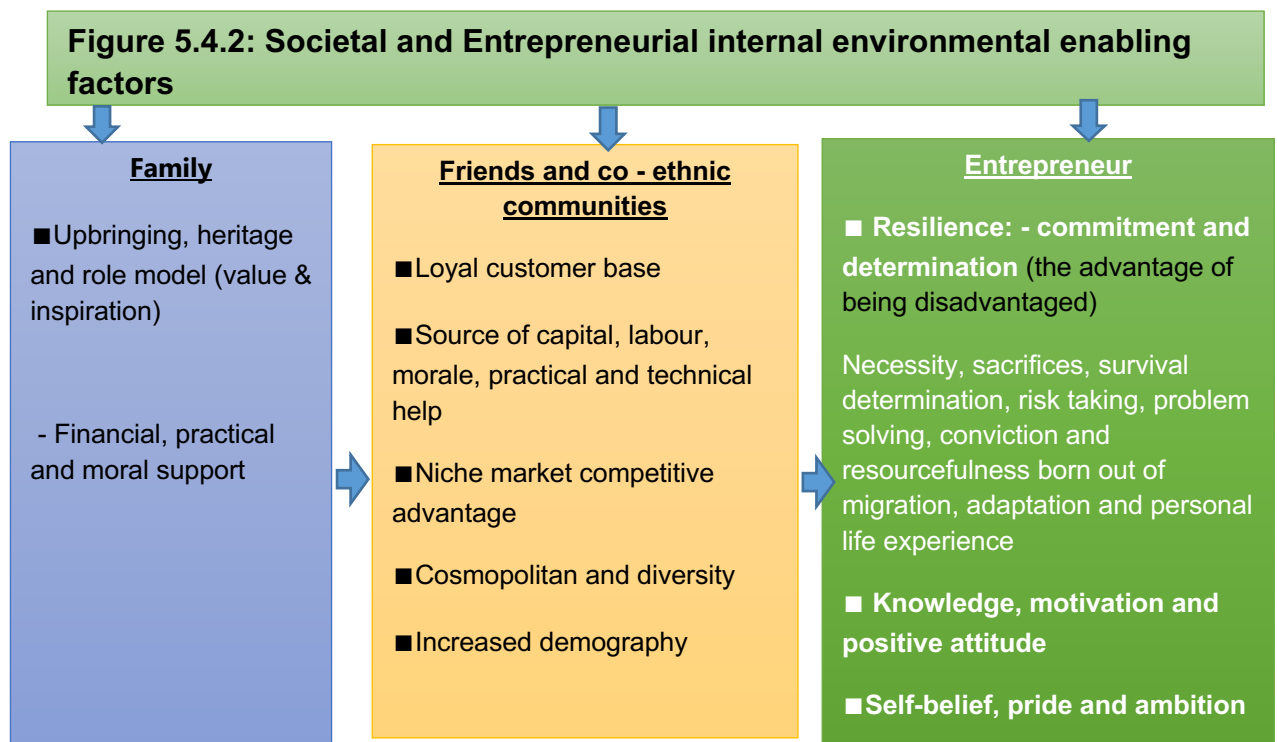 Figure 5.4.2: Societal and Entrepreneurial internal environmental enabling
factors
Family
■Upbringing, heritage
and role model (value &
inspiration)
- Financial, practical
and moral support
Friends and co - ethnic
communities
■Loyal customer base
■Source of capital, labour,
morale, practical and technical
help
■Niche market competitive
advantage
■Cosmopolitan and diversity
■Increased demography
Entrepreneur
■ Resilience: - commitment and
determination (the advantage of
being disadvantaged)
Necessity, sacrifices, survival
determination, risk taking, problem
solving, conviction and
resourcefulness born out of
migration, adaptation and personal
life experience
■ Knowledge, motivation and
positive attitude
■Self-belief, pride and ambition